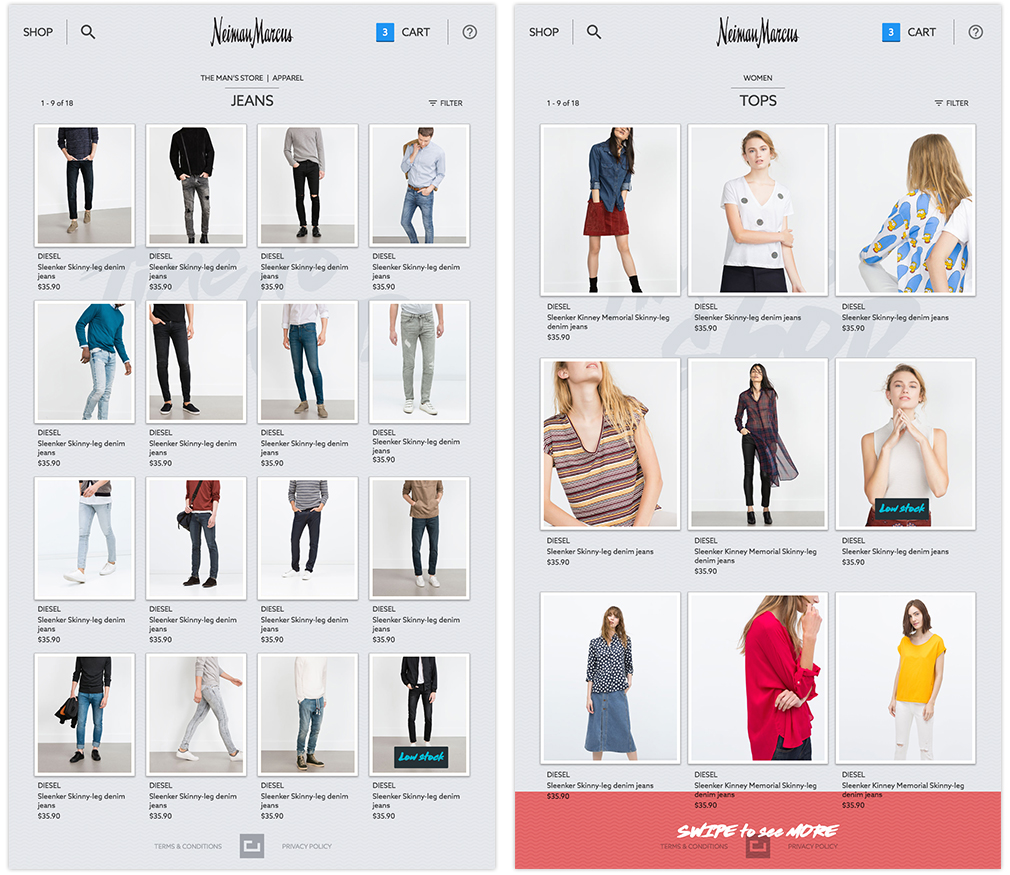 SHOP
Neiman Marcus
3 CART
THE MAN'S STORE | APPAREL
1 - 9 of 18
JEANS
FILTER
DIESEL
Sleenker Skinny-leg denim
jeans
$35.90
DIESEL
Sleenker Skinny-leg denim
jeans
$35.90
DIESEL
Sleenker Skinny-leg denim
jeans
$35.90
DIESEL
Sleenker Skinny-leg denim
jeans
$35.90
DIESEL
Sleenker Skinny-leg denim
jeans
$35.90
DIESEL
Sleenker Skinny-leg denim
jeans
$35.90
DIESEL
Sleenker Skinny-leg denim
jeans
$35.90
DIESEL
Sleenker Skinny-leg denim
jeans
$35.90
DIESEL
Sleenker Skinny-leg denim
jeans
$35.90
DIESEL
Sleenker Skinny-leg denim
jeans
$35.90
DIESEL
Sleenker Skinny-leg denim
jeans
$35.90
DIESEL
Sleenker Skinny-leg denim
jeans
$35.90
Low stock
DIESEL
Sleenker Skinny-leg denim
jeans
$35.90
DIESEL
Sleenker Skinny-leg denim
jeans
$35.90
DIESEL
Sleenker Skinny-leg denim
jeans
$35.90
DIESEL
Sleenker Skinny-leg denim
jeans
$35.90
TERMS & CONDITIONS
PRIVACY POLICY
SHOP
Neiman Marcus
3 CART
WOMEN
1 - 9 of 18
TOPS
FILTER
DIESEL
Sleenker Kinney Memorial Skinny-leg
denim jeans
$35.90
DIESEL
Sleenker Skinny-leg denim jeans
$35.90
DIESEL
Sleenker Skinny-leg denim jeans
$35.90
Low stock
DIESEL
Sleenker Skinny-leg denim jeans
$35.90
DIESEL
Sleenker Kinney Memorial Skinny-leg
denim jeans
$35.90
DIESEL
Sleenker Skinny-leg denim jeans
$35.90
DIESEL
Sleenker Skinny-leg denim jeans
$35.90
DIESEL
Sleenker Kinney Memorial Skinny-leg
denim jeans
$35.90
DIESEL
Sleenker Kinney Memorial Skinny-leg
denim jeans
$35.90
SWIPE to see MORE
TERMS & CONDITIONS
PRIVACY POLICY